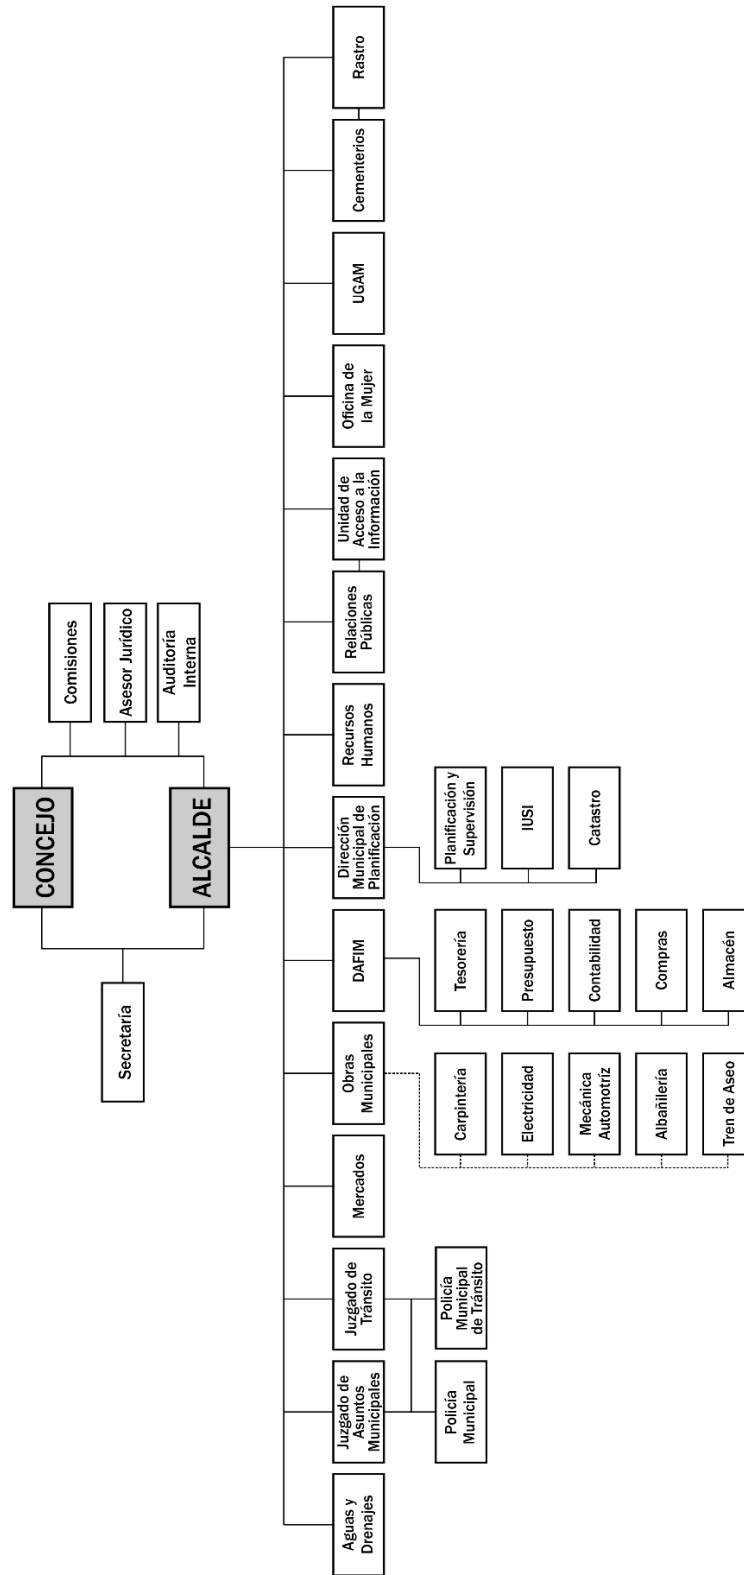 CONCEJO
ALCALDE
Secretaría
Comisiones
Asesor Jurídico
Auditoría
Interna
Aguas y
Drenajes
Juzgado de
Asuntos
Municipales
Juzgado de
Tránsito
Mercados
Obras
Municipales
DAFIM
Dirección
Municipal de
Planificación
Recursos
Humanos
Relaciones
Públicas
Unidad de
Acceso a la
Información
Oficina de
la Mujer
UGAM
Cementerios
Rastro
Policía
Municipal
Policía
Municipal
de Tránsito
Carpintería
Electricidad
Mecánica
Automotríz
Albañilería
Tren de Aseo
Tesorería
Presupuesto
Contabilidad
Compras
Almacén
Planificación y
Supervisión
IUSI
Catastro